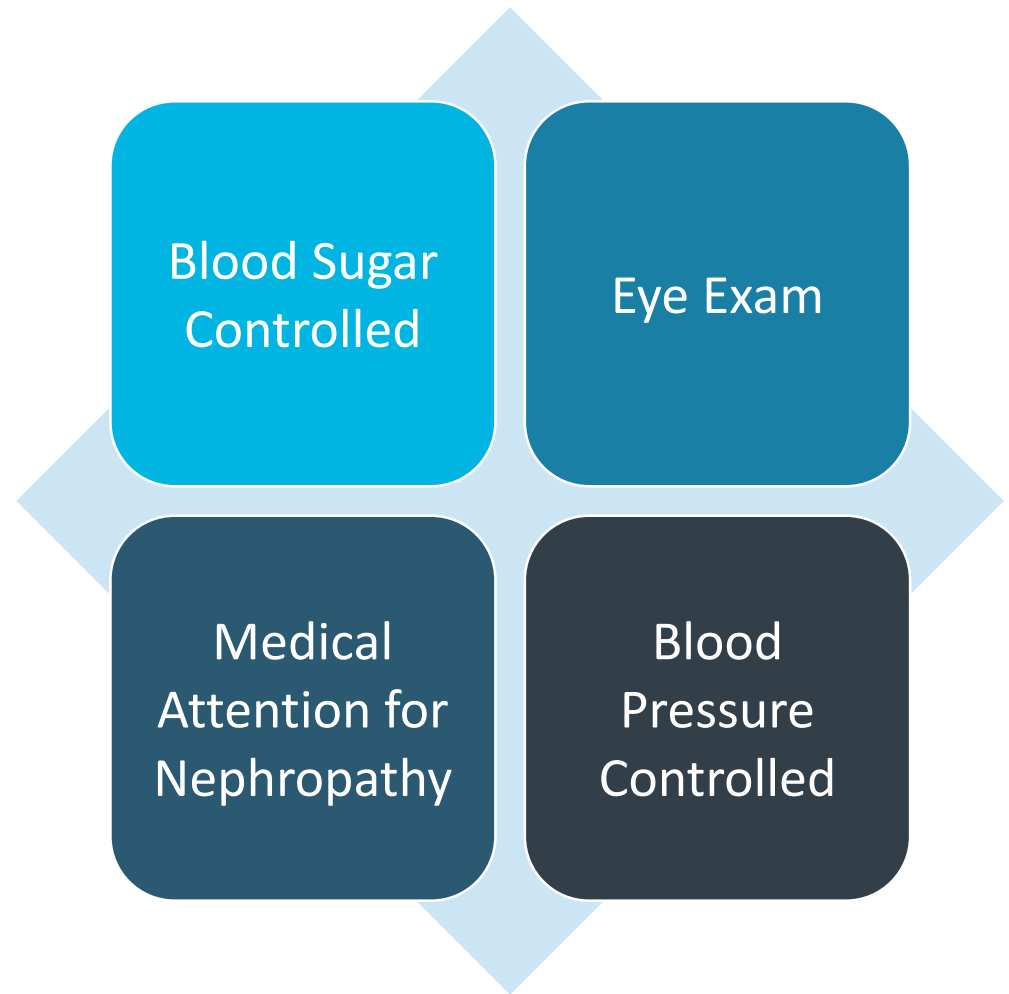 Blood Sugar
Controlled
Eye Exam
Medical
Attention for
Nephropathy
Blood
Pressure
Controlled